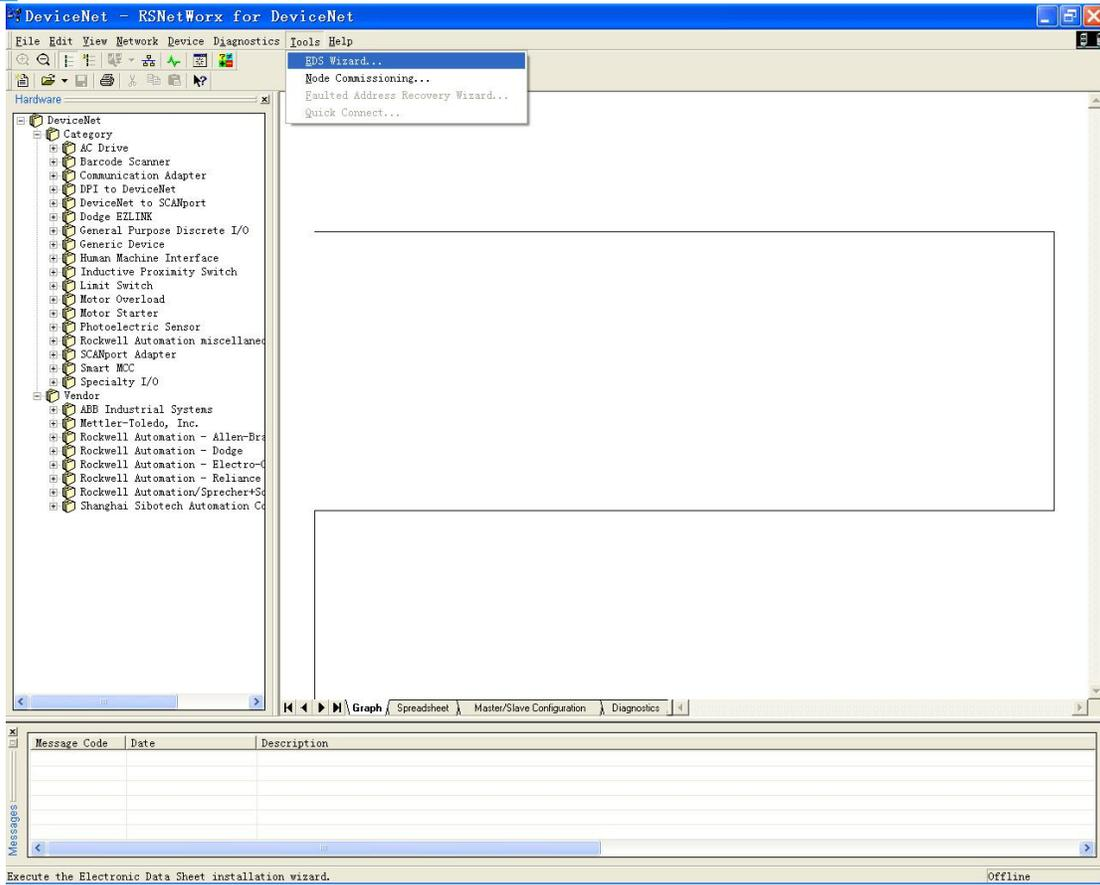 DeviceNet - RSNetWorx for DeviceNet
File Edit View Network Device Diagnostics Tools Help
EDS Wizard...
Node Commissioning...
Faulted Address Recovery Wizard...
Quick Connect...
Hardware
DeviceNet
Category
AC Drive
Barcode Scanner
Communication Adapter
DPI to DeviceNet
DeviceNet to SCANport
Dodge EZLINK
General Purpose Discrete I/O
Generic Device
Human Machine Interface
Inductive Proximity Switch
Limit Switch
Motor Overload
Motor Starter
Photoelectric Sensor
Rockwell Automation miscellaneo
SCANport Adapter
Smart MCC
Specialty I/O
Vendor
ABB Industrial Systems
Mettler-Toledo, Inc.
Rockwell Automation - Allen-Bra
Rockwell Automation - Dodge
Rockwell Automation - Electro-C
Rockwell Automation - Reliance
Rockwell Automation/Sprecher+Sc
Shanghai Sibotech Automation Co
Graph Spreadsheet Master/Slave Configuration Diagnostics
Message Code Date Description
Messages
Execute the Electronic Data Sheet installation wizard. Offline